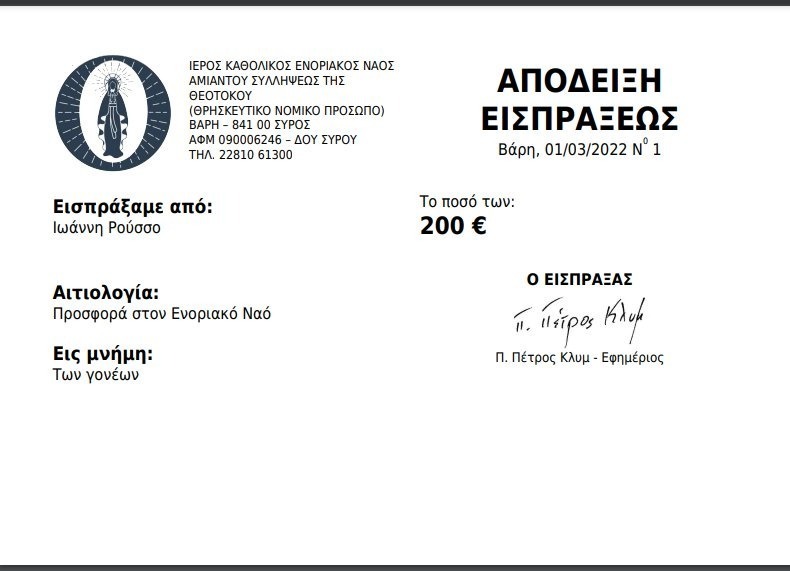 ΙΕΡΟΣ ΚΑΘΟΛΙΚΟΣ ΕΝΟΡΙΑΚΟΣ ΝΑΟΣ
ΑΜΙΑΝΤΟΥ ΣΥΛΛΗΨΕΩΣ ΤΗΣ
ΘΕΟΤΟΚΟΥ
(ΘΡΗΣΚΕΥΤΙΚΟ ΝΟΜΙΚΟ ΠΡΟΣΩΠΟ)
ΒΑΡΗ – 841 00 ΣΥΡΟΣ
ΑΦΜ 090006246 – ΔΟΥ ΣΥΡΟΥ
ΤΗΛ. 22810 61300
ΑΠΟΔΕΙΞΗ
ΕΙΣΠΡΑΞΕΩΣ
Βάρη, 01/03/2022 Nº 1
Εισπράξαμε από:
Ιωάννη Ρούσσο
Το ποσό των:
200 €
Αιτιολογία:
Προσφορά στον Ενοριακό Ναό
Εις μνήμη:
Των γονέων
Ο ΕΙΣΠΡΑΞΑΣ
π. Πέτρος Κλυμ
Π. Πέτρος Κλυμ - Εφημέριος